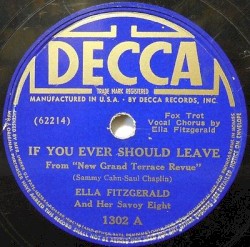 DECCA
TRADE MARK REGISTERED
MANUFACTURED IN U.S.A. • BY DECCA RECORDS, INC.
(62214)
Fox Trot
Vocal Chorus by
Ella Fitzgerald
IF YOU EVER SHOULD LEAVE
From "New Grand Terrace Revue"
(Sammy Cahn-Saul Chaplin)
ELLA FITZGERALD
And Her Savoy Eight
1302 A